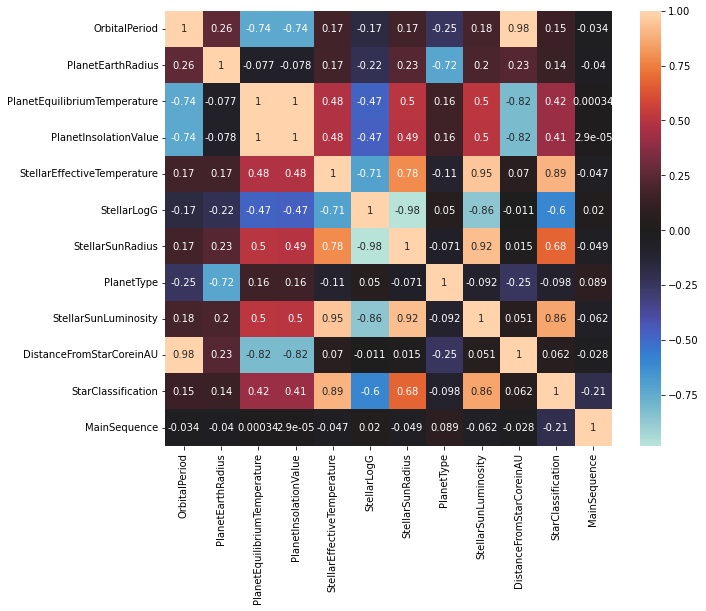 OrbitalPeriod 1 0.26 -0.74 -0.74 0.17 -0.17 0.17 -0.25 0.18 0.98 0.15 -0.034
PlanetEarthRadius 0.26 1 -0.077 -0.078 0.17 -0.22 0.23 -0.72 0.2 0.23 0.14 -0.04
PlanetEquilibriumTemperature -0.74 -0.077 1 1 0.48 -0.47 0.5 0.16 0.5 -0.82 0.42 0.00034
PlanetInsolationValue -0.74 -0.078 1 1 0.48 -0.47 0.49 0.16 0.5 -0.82 0.41 2.9e-05
StellarEffectiveTemperature 0.17 0.17 0.48 0.48 1 -0.71 0.78 -0.11 0.95 0.07 0.89 -0.047
StellarLogG -0.17 -0.22 -0.47 -0.47 -0.71 1 -0.98 0.05 -0.86 -0.011 -0.6 0.02
StellarSunRadius 0.17 0.23 0.5 0.49 0.78 -0.98 1 -0.071 0.92 0.015 0.68 -0.049
PlanetType -0.25 -0.72 0.16 0.16 -0.11 0.05 -0.071 1 -0.092 -0.25 -0.098 0.089
StellarSunLuminosity 0.18 0.2 0.5 0.5 0.95 -0.86 0.92 -0.092 1 0.051 0.86 -0.062
DistanceFromStarCoreinAU 0.98 0.23 -0.82 -0.82 0.07 -0.011 0.015 -0.25 0.051 1 0.062 -0.028
StarClassification 0.15 0.14 0.42 0.41 0.89 -0.6 0.68 -0.098 0.86 0.062 1 -0.21
MainSequence -0.034 -0.04 0.00034 2.9e-05 -0.047 0.02 -0.049 0.089 -0.062 -0.028 -0.21 1
OrbitalPeriod
PlanetEarthRadius
PlanetEquilibriumTemperature
PlanetInsolationValue
StellarEffectiveTemperature
StellarLogG
StellarSunRadius
PlanetType
StellarSunLuminosity
DistanceFromStarCoreinAU
StarClassification
MainSequence
1.00
0.75
0.50
0.25
0.00
-0.25
-0.50
-0.75